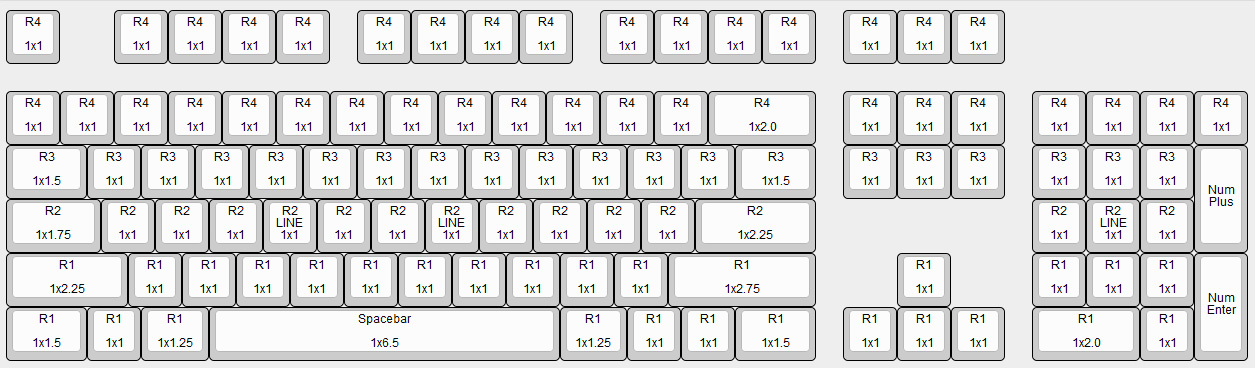 R4 R4 R4 R4 R4 R4 R4 R4 R4 R4 R4 R4 R4 R4 R4 R4
1x1 1x1 1x1 1x1 1x1 1x1 1x1 1x1 1x1 1x1 1x1 1x1 1x1 1x1 1x1 1x1
R4 R4 R4 R4 R4 R4 R4 R4 R4 R4 R4 R4 R4 R4 R4 R4 R4 R4 R4 R4 R4
1x1 1x1 1x1 1x1 1x1 1x1 1x1 1x1 1x1 1x1 1x1 1x1 1x1 1x2.0 1x1 1x1 1x1 1x1 1x1 1x1 1x1
R3 R3 R3 R3 R3 R3 R3 R3 R3 R3 R3 R3 R3 R3 R3 R3 R3 R3 R3 R3
1x1.5 1x1 1x1 1x1 1x1 1x1 1x1 1x1 1x1 1x1 1x1 1x1 1x1 1x1.5 1x1 1x1 1x1 1x1 1x1 1x1
Num
Plus
R2 R2 R2 R2 R2 R2 R2 R2 R2 R2 R2 R2 R2 R2 R2 R2
LINE LINE LINE
1x1.75 1x1 1x1 1x1 1x1 1x1 1x1 1x1 1x1 1x1 1x1 1x1 1x2.25 1x1 1x1 1x1
R1 R1 R1 R1 R1 R1 R1 R1 R1 R1 R1 R1 R1 R1 R1 R1
1x2.25 1x1 1x1 1x1 1x1 1x1 1x1 1x1 1x1 1x1 1x1 1x2.75 1x1 1x1 1x1 1x1
Num
Enter
R1 R1 R1 Spacebar R1 R1 R1 R1 R1 R1 R1 R1 R1
1x1.5 1x1 1x1.25 1x6.5 1x1.25 1x1 1x1 1x1.5 1x1 1x1 1x1 1x2.0 1x1